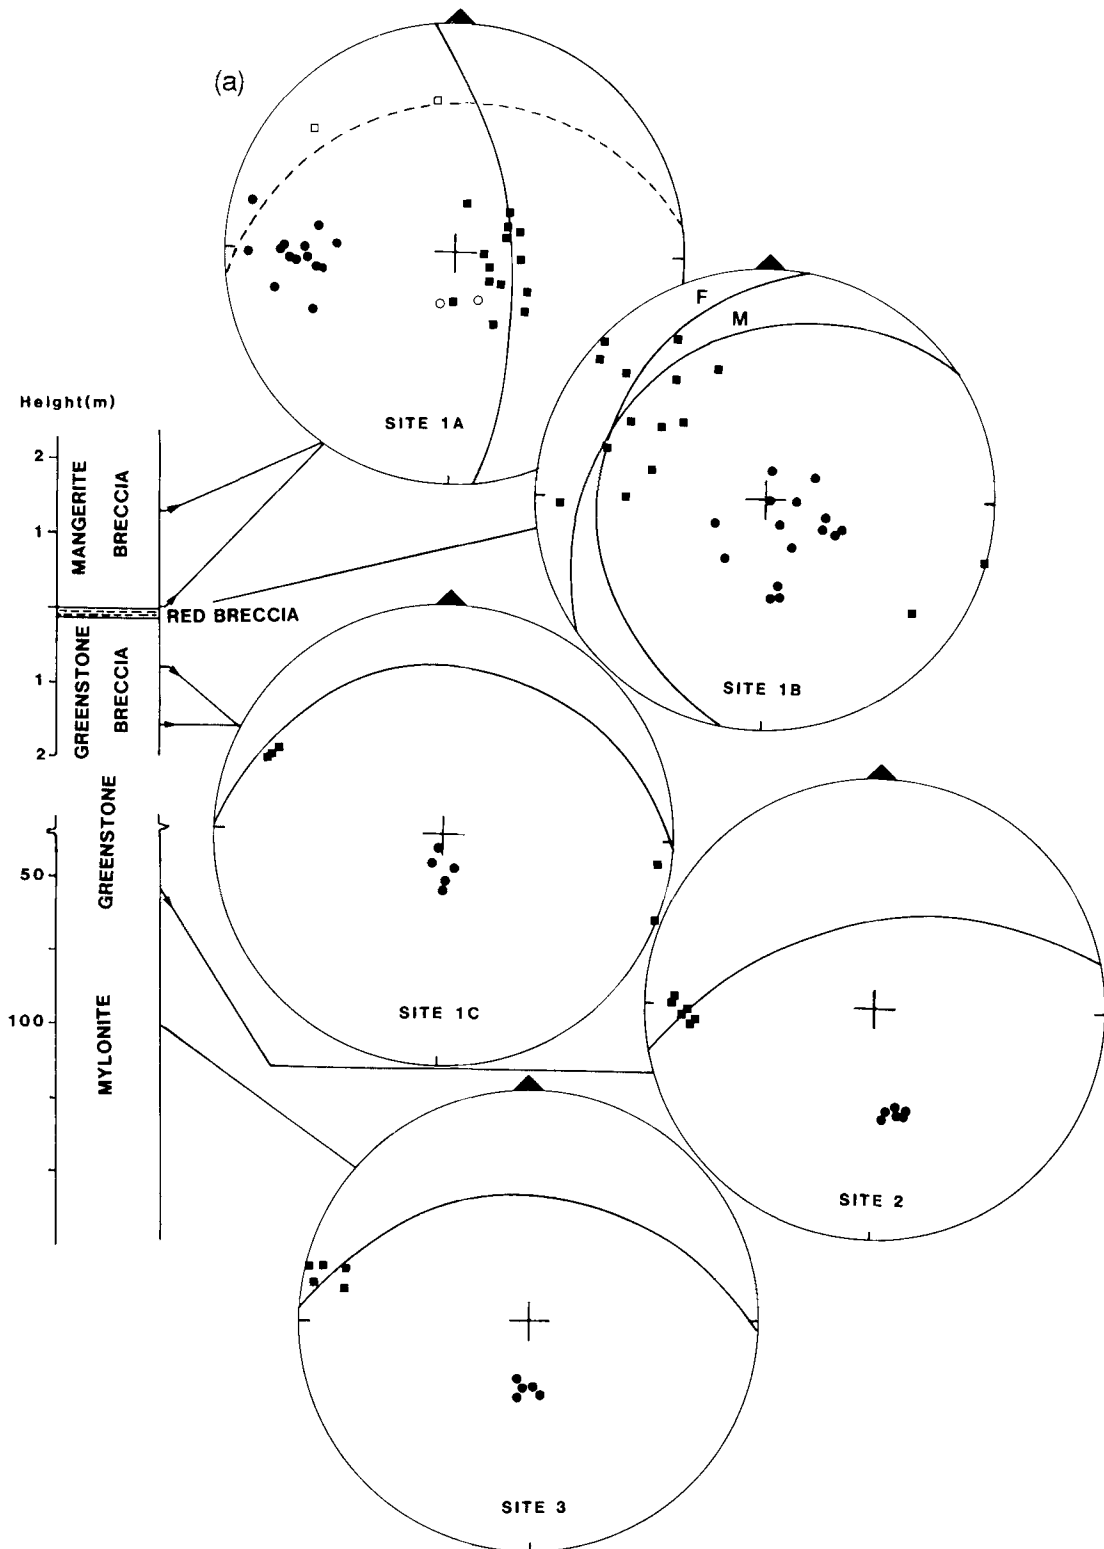 (a)
SITE 1A
F
M
SITE 1B
Height(m)
2
1
MANGERITE
BRECCIA
RED BRECCIA
1
2
GREENSTONE
BRECCIA
SITE 1C
GREENSTONE
50
100
MYLONITE
SITE 2
SITE 3